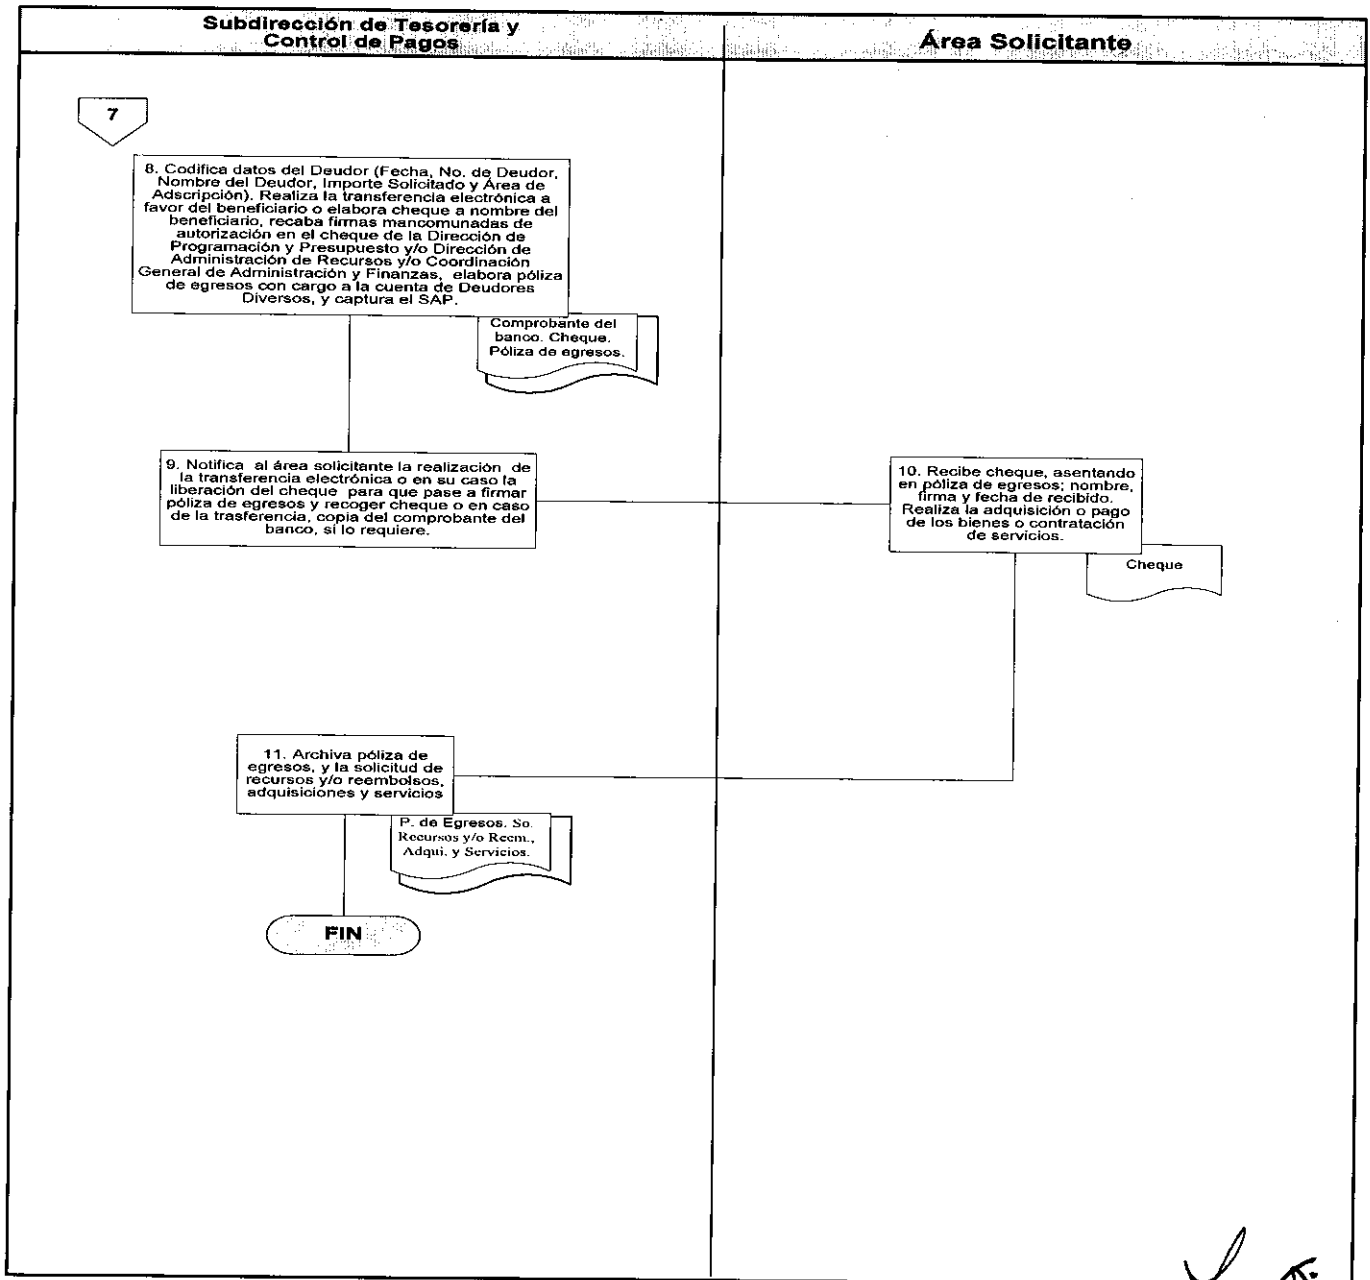 Subdirección de Tesorería y
Control de Pagos
Área Solicitante
7
8. Codifica datos del Deudor (Fecha, No. de Deudor,
Nombre del Deudor, Importe Solicitado y Área de
Adscripción). Realiza la transferencia electrónica a
favor del beneficiario o elabora cheque a nombre del
beneficiario, recaba firmas mancomunadas de
autorización en el cheque de la Dirección de
Programación y Presupuesto y/o Dirección de
Administración de Recursos y/o Coordinación
General de Administración y Finanzas, elabora póliza
de egresos con cargo a la cuenta de Deudores
Diversos, y captura el SAP.
Comprobante del
banco. Cheque.
Póliza de egresos.
9. Notifica al área solicitante la realización de
la transferencia electrónica o en su caso la
liberación del cheque para que pase a firmar
póliza de egresos y recoger cheque o en caso
de la trasferencia, copia del comprobante del
banco, si lo requiere.
10. Recibe cheque, asentando
en póliza de egresos; nombre,
firma y fecha de recibido.
Realiza la adquisición o pago
de los bienes o contratación
de servicios.
Cheque
11. Archiva póliza de
egresos, y la solicitud de
recursos y/o reembolsos,
adquisiciones y servicios
P. de Egresos. So.
Recursos y/o Reem.,
Adqui. y Servicios.
FIN